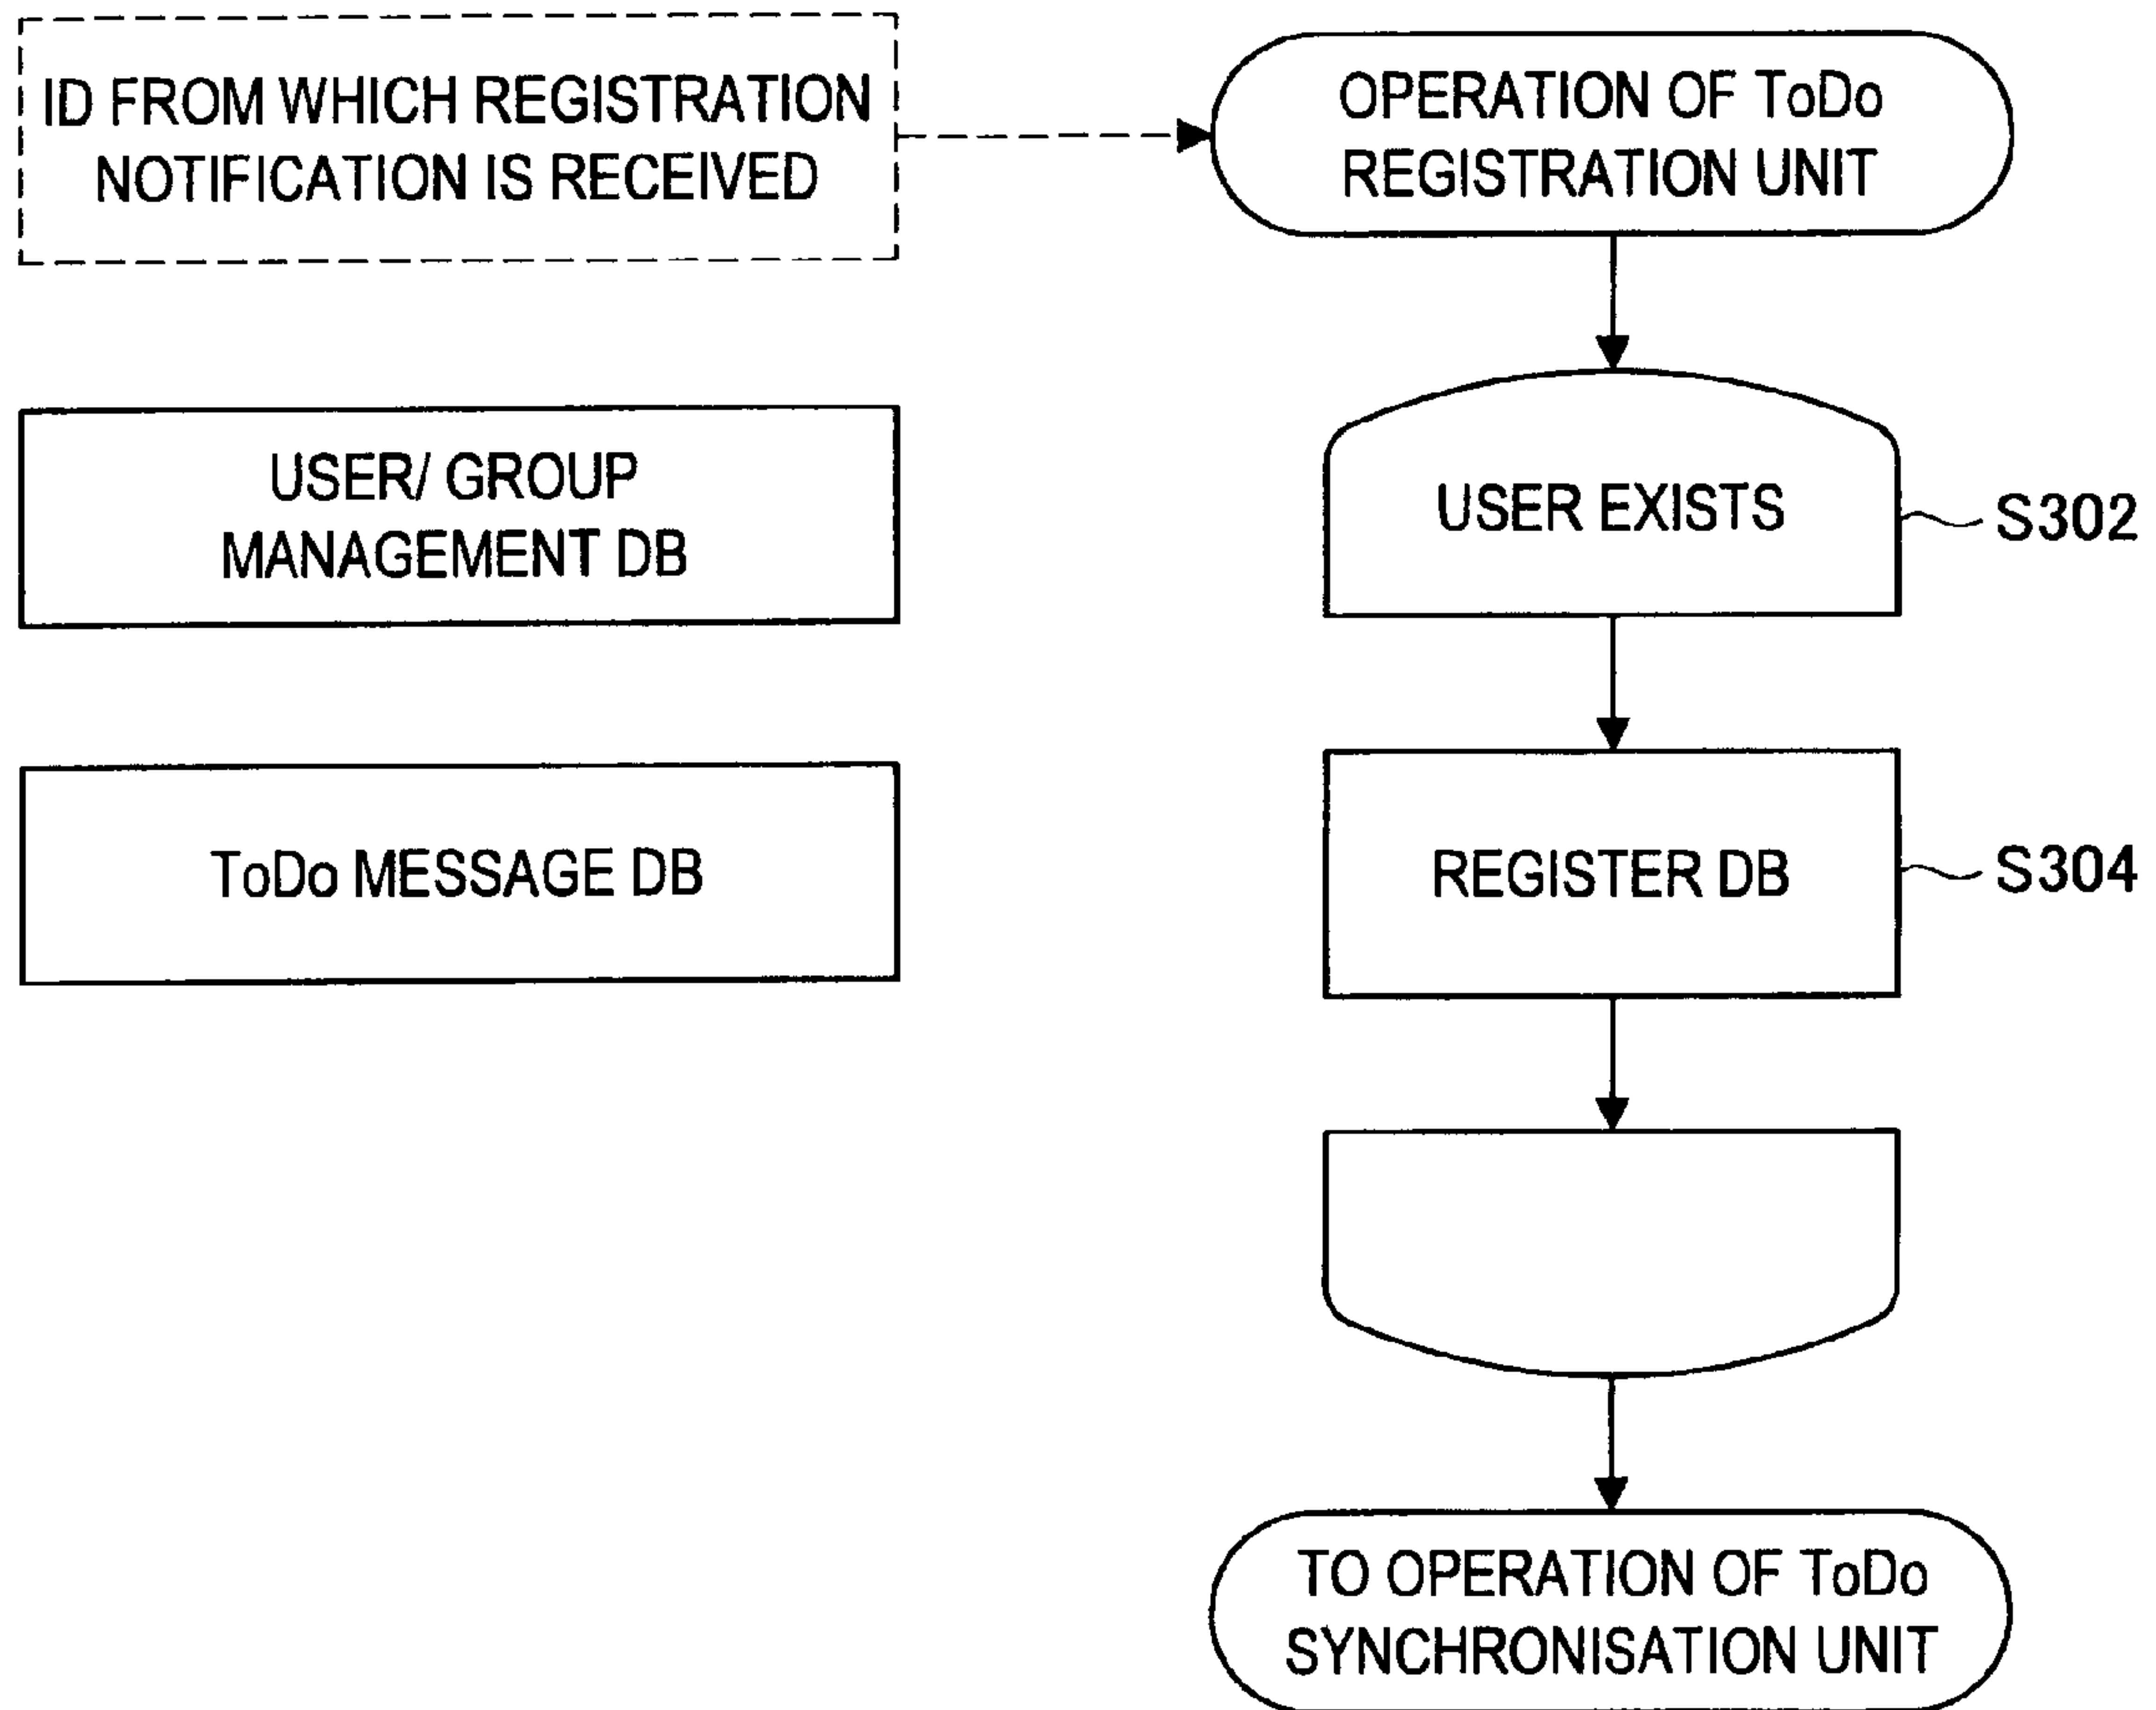 ID FROM WHICH REGISTRATION
NOTIFICATION IS RECEIVED
OPERATION OF ToDo
REGISTRATION UNIT
USER/ GROUP
MANAGEMENT DB
USER EXISTS
S302
ToDo MESSAGE DB
REGISTER DB
S304
TO OPERATION OF ToDo
SYNCHRONISATION UNIT